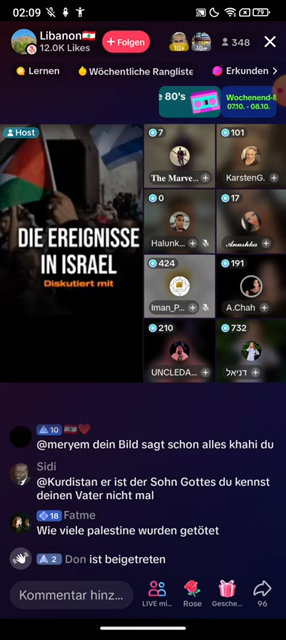 02:09
79
Libanon🇱🇧
12.0K Likes
+ Folgen
10+
10+
348
Lernen
Wöchentliche Rangliste
Erkunden
e 80's
Wochenend-
07.10. - 08.10.
Host
DIE EREIGNISSE
IN ISRAEL
Diskutiert mit
7
The Marve...
101
KarstenG.
0
Halunk...
17
Anushka
424
Iman_P...
191
A.Chah
210
UNCLEDA...
732
דניאל
10 🇱🇧❤️
@meryem dein Bild sagt schon alles khahi du
Sidi
@Kurdistan er ist der Sohn Gottes du kennst
deinen Vater nicht mal
18 Fatme
Wie viele palestine wurden getötet
2 Don ist beigetreten
Kommentar hinz...
LIVE mi...
Rose
Gesche...
96